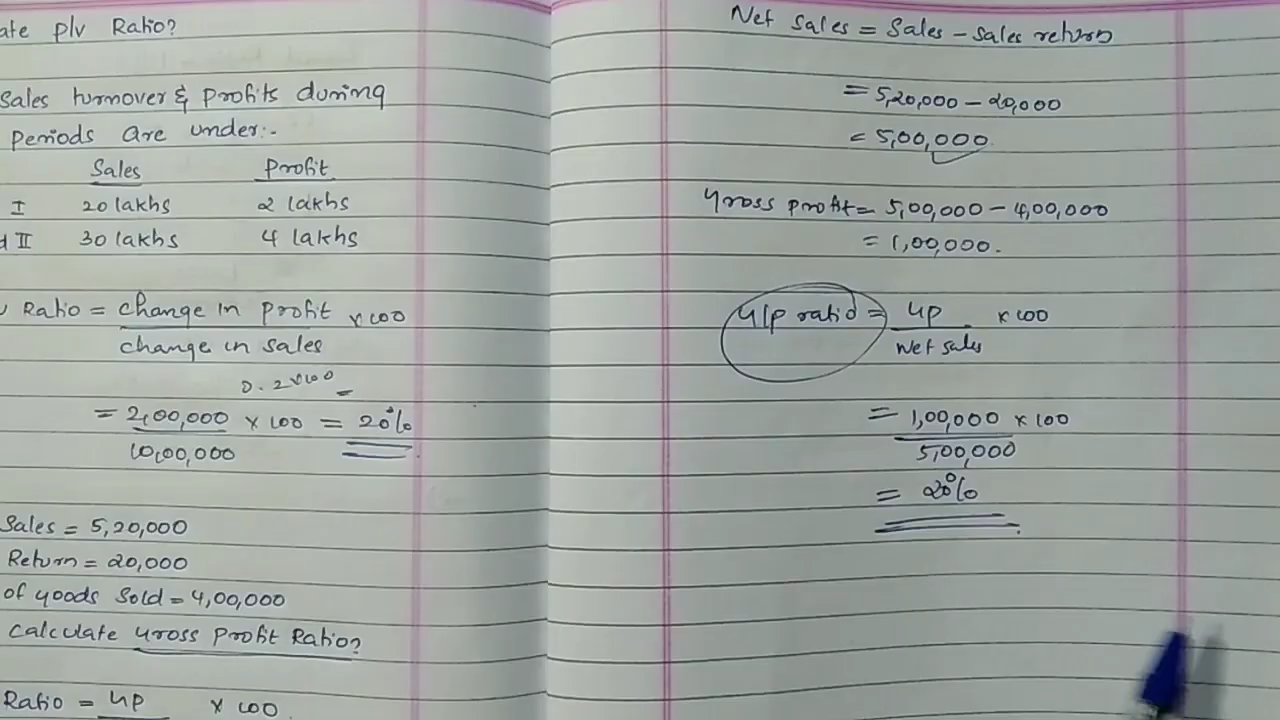 ate P/V Ratio?
Sales turnover & Profits during
Periods are under:-
Sales Profit
I 20 lakhs 2 lakhs
II 30 lakhs 4 lakhs
Ratio = Change in Profit x 100
change in sales
0.2x100
= 2,00,000 x 100 = 20%
10,00,000
Sales = 5,20,000
Return = 20,000
of goods Sold = 4,00,000
Calculate Gross Profit Ratio?
Ratio = GP x 100
Net Sales = Sales - Sales return
= 5,20,000 - 20,000
= 5,00,000
Gross profit = 5,00,000 - 4,00,000
= 1,00,000.
G/p ratio = GP x 100
Net sales
= 1,00,000 x 100
5,00,000
= 20%